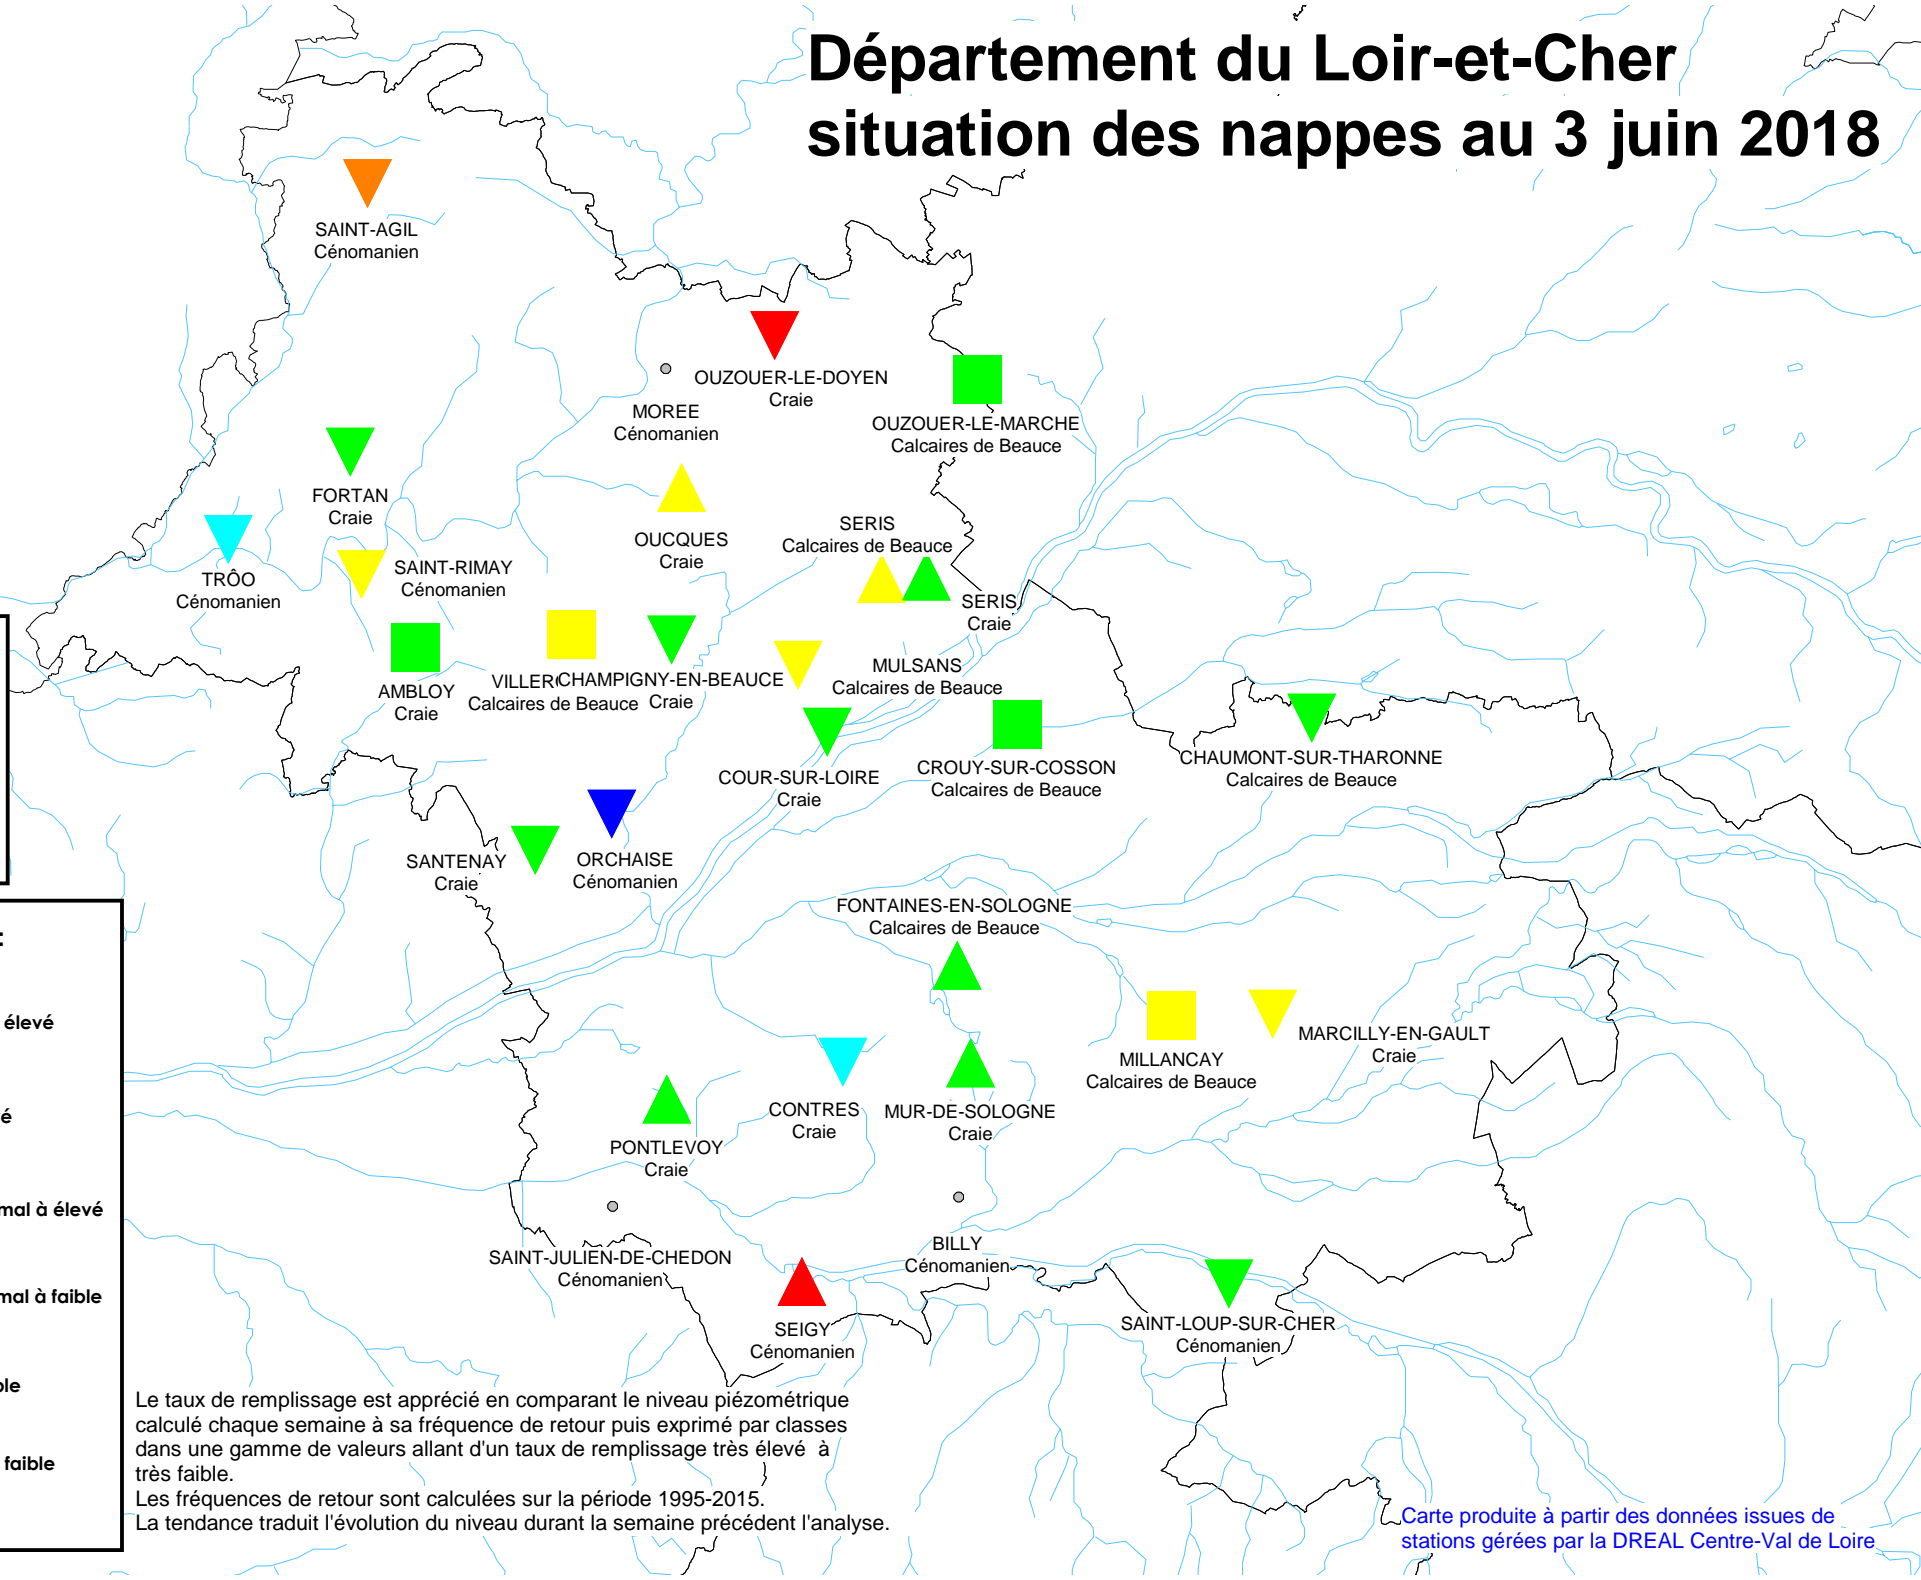 Département du Loir-et-Cher
situation des nappes au 3 juin 2018
SAINT-AGIL
Cénomanien
OUZOUER-LE-DOYEN
Craie
MOREE
Cénomanien
OUZOUER-LE-MARCHE
Calcaires de Beauce
FORTAN
Craie
OUCQUES
Craie
SERIS
Calcaires de Beauce
TRÔO
Cénomanien
SAINT-RIMAY
Cénomanien
SERIS
Craie
AMBLOY
Craie
Calcaires de Beauce
CHAMPIGNY-EN-BEAUCE
Craie
MULSANS
Calcaires de Beauce
COUR-SUR-LOIRE
Craie
CROUY-SUR-COSSON
Calcaires de Beauce
CHAUMONT-SUR-THARONNE
Calcaires de Beauce
SANTENAY
Craie
ORCHAISE
Cénomanien
FONTAINES-EN-SOLOGNE
Calcaires de Beauce
MILLANCAY
Calcaires de Beauce
MARCILLY-EN-GAULT
Craie
CONTRES
Craie
MUR-DE-SOLOGNE
Craie
PONTLEVOY
Craie
SAINT-JULIEN-DE-CHEDON
Cénomanien
BILLY
Cénomanien
SEIGY
Cénomanien
SAINT-LOUP-SUR-CHER
Cénomanien
:
élevé
é
mal à élevé
mal à faible
ble
faible
Le taux de remplissage est apprécié en comparant le niveau piézométrique
calculé chaque semaine à sa fréquence de retour puis exprimé par classes
dans une gamme de valeurs allant d'un taux de remplissage très élevé à
très faible.
Les fréquences de retour sont calculées sur la période 1995-2015.
La tendance traduit l'évolution du niveau durant la semaine précédent l'analyse.
Carte produite à partir des données issues de
stations gérées par la DREAL Centre-Val de Loire